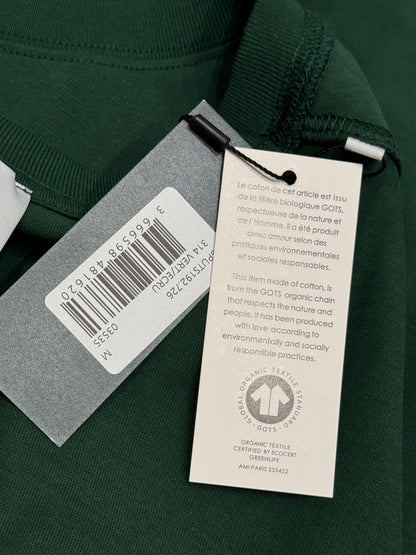 PUTS192.726
314 VERT/ECRU
3 666598 487620
03535 M
Le coton de cet article est issu
de la filière biologique GOTS,
respectueuse de la nature et
de l'Homme. Il a été produit
avec amour selon des
pratiques environnementales
et sociales responsables.
This item made of cotton, is
from the GOTS organic chain
that respects the nature and
people. It has been produced
with love according to
environmentally and socially
responsible practices.
GLOBAL ORGANIC TEXTILE STANDARD · GOTS ·
ORGANIC TEXTILE
CERTIFIED BY ECOCERT
GREENLIFE
AMI PARIS 233422